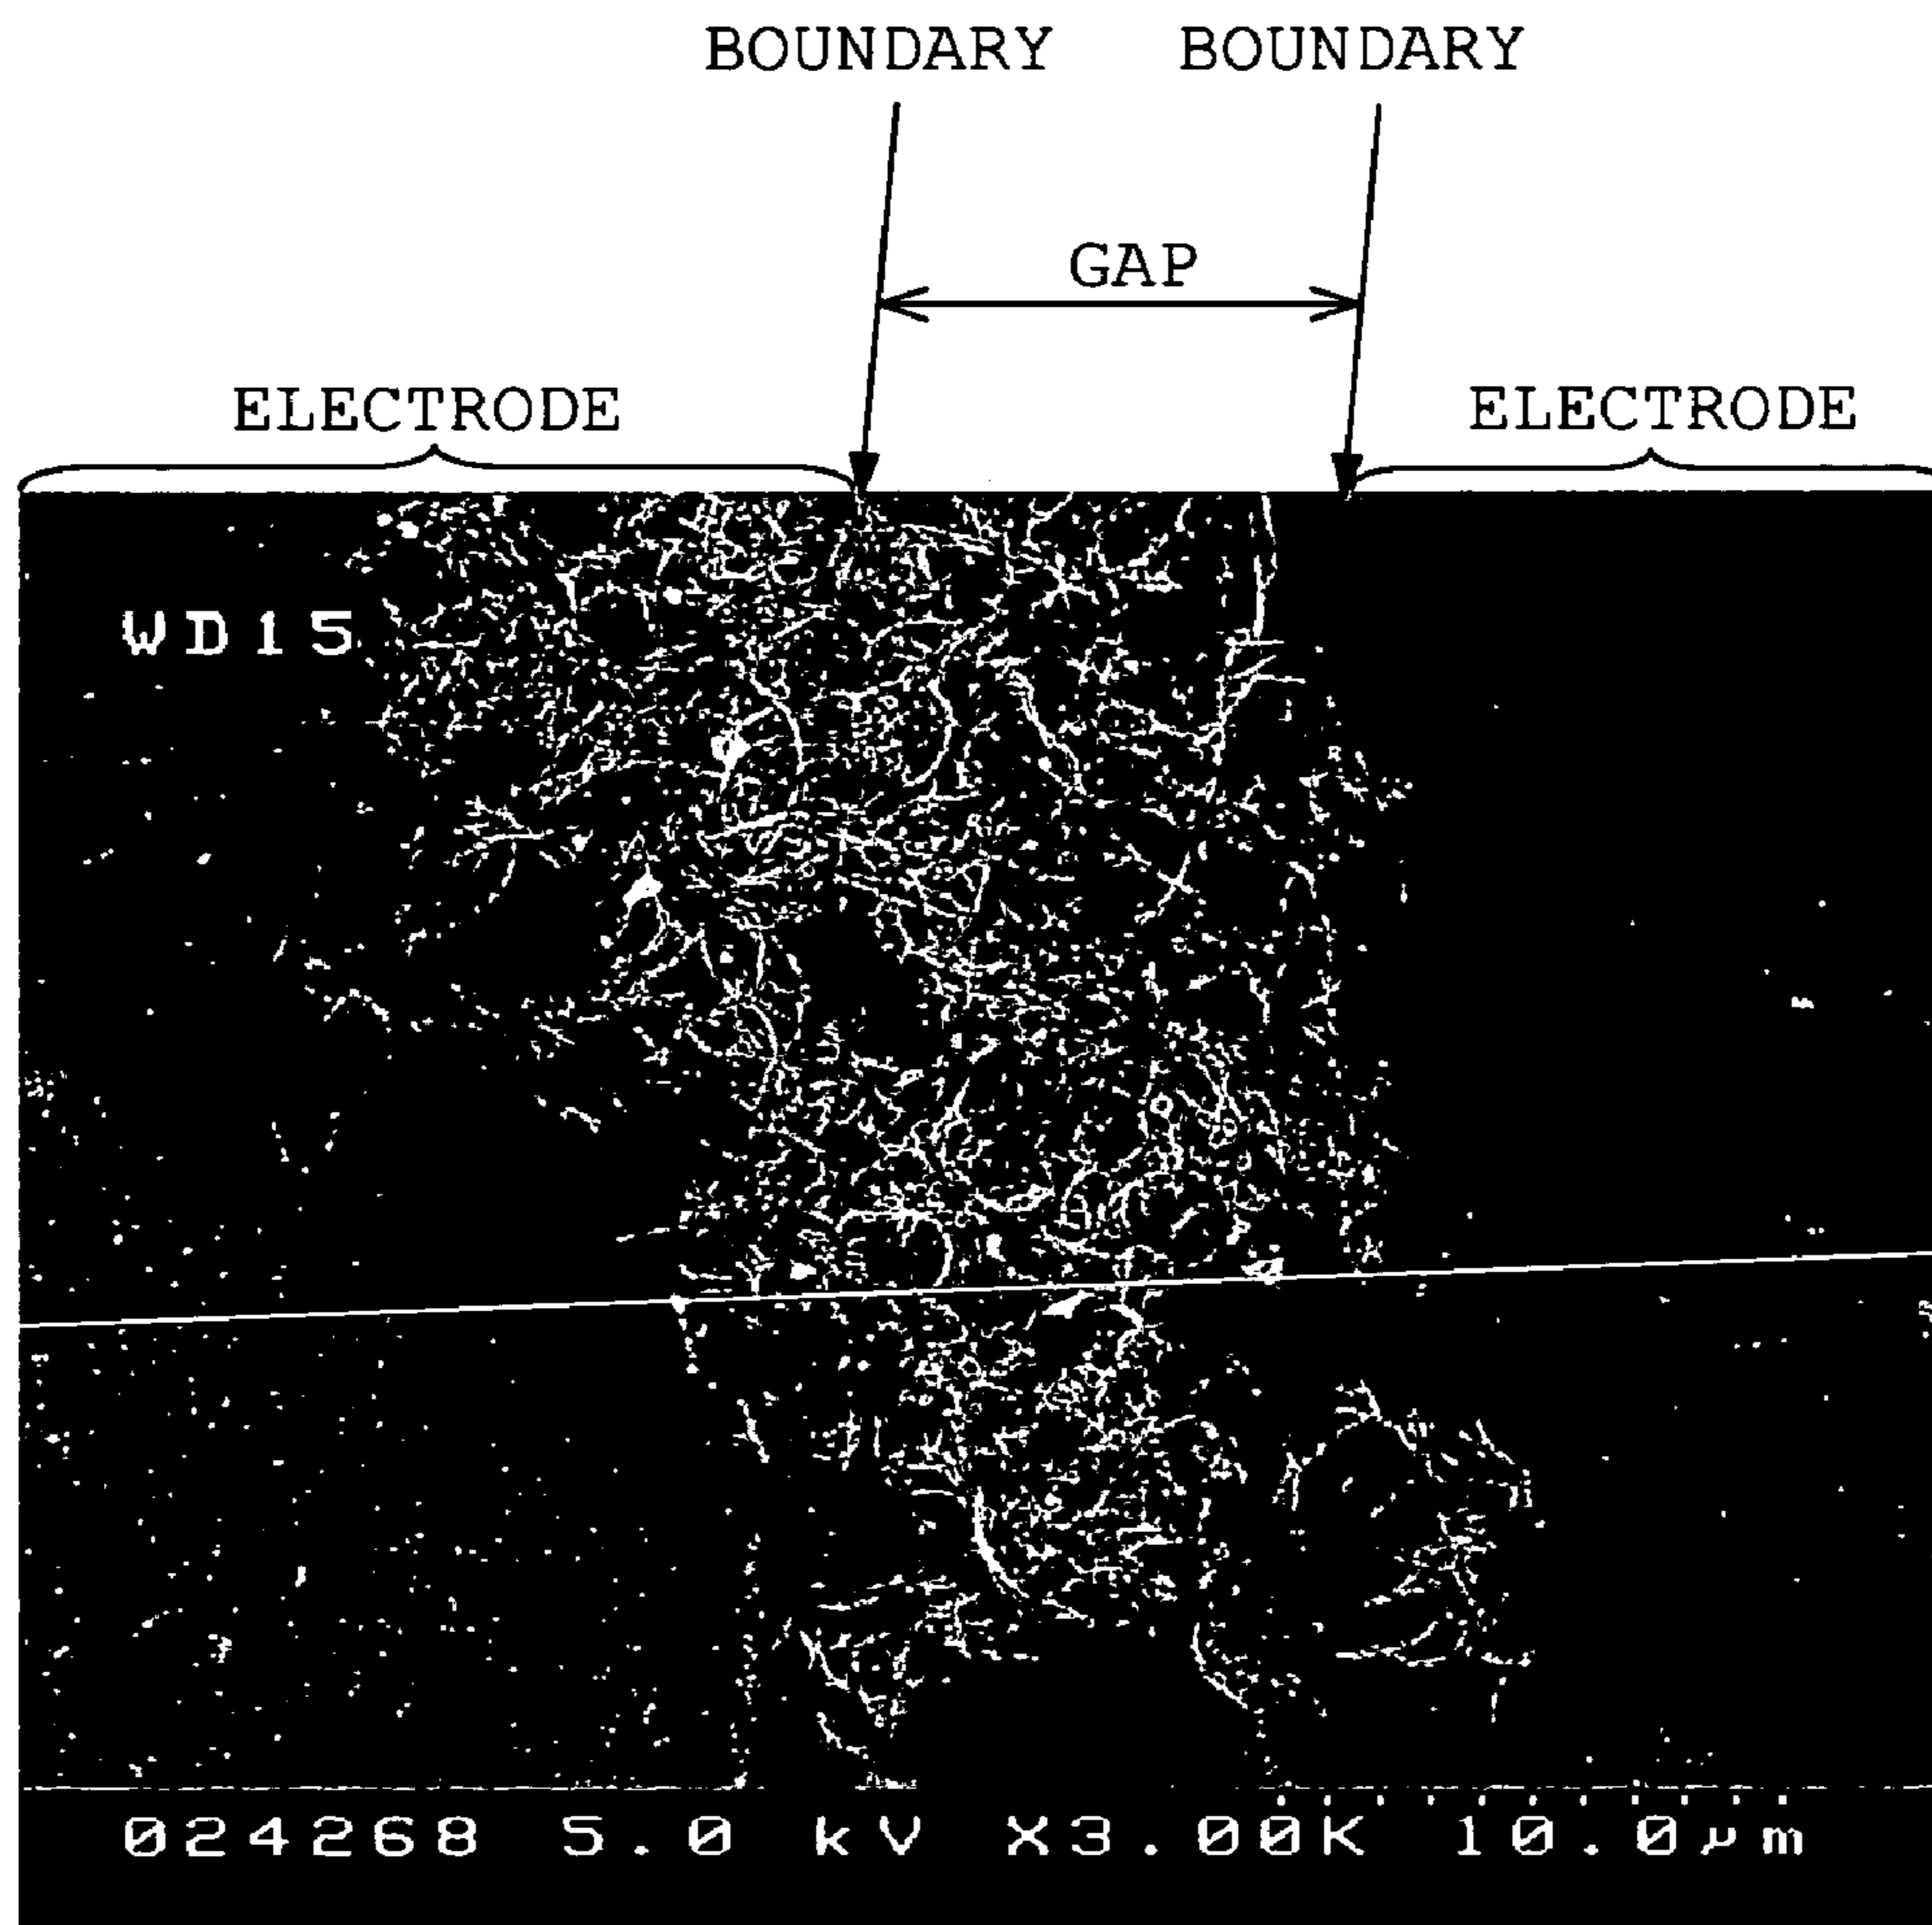 BOUNDARY BOUNDARY
GAP
ELECTRODE ELECTRODE
WD15
024268 5.0 kV X3.00K 10.0μm